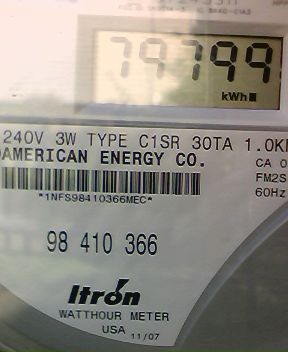 79799
kWh
240V 3W TYPE C1SR 30TA 1.0K
AMERICAN ENERGY CO.
CA 0
FM2S
60Hz
*1NFS98410366MEC*
98 410 366
Itrón
WATTHOUR METER
USA 11/07